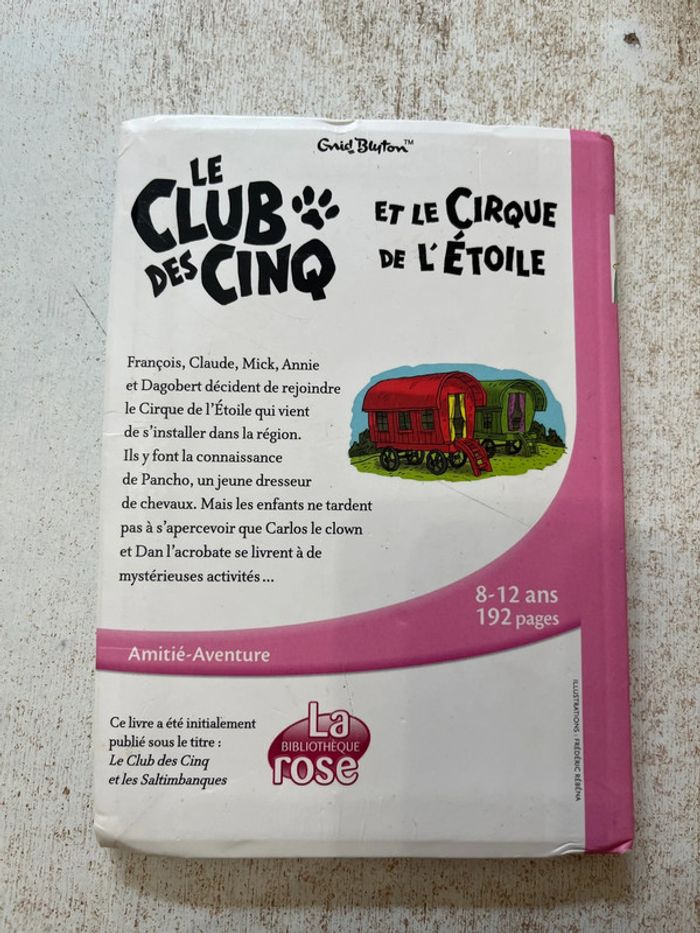 Enid Blyton™
LE
CLUB
DES CINQ
ET LE CIRQUE
DE L'ÉTOILE
François, Claude, Mick, Annie
et Dagobert décident de rejoindre
le Cirque de l'Étoile qui vient
de s'installer dans la région.
Ils y font la connaissance
de Pancho, un jeune dresseur
de chevaux. Mais les enfants ne tardent
pas à s'apercevoir que Carlos le clown
et Dan l'acrobate se livrent à de
mystérieuses activités...
8-12 ans
192 pages
Amitié-Aventure
Ce livre a été initialement
publié sous le titre :
Le Club des Cinq
et les Saltimbanques
La
BIBLIOTHÈQUE
rose
ILLUSTRATIONS : FRÉDÉRIC RÉBÉNA